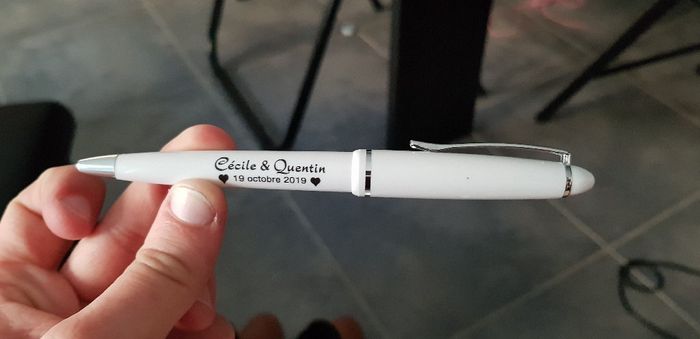 Cécile & Quentin
♥ 19 octobre 2019 ♥